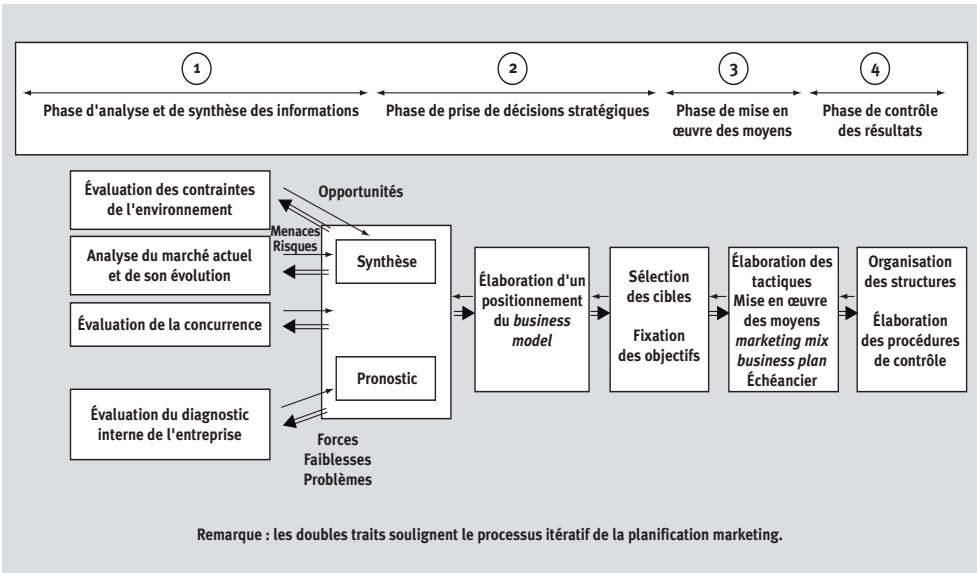 1
Phase d'analyse et de synthèse des informations
2
Phase de prise de décisions stratégiques
3
Phase de mise en
œuvre des moyens
4
Phase de contrôle
des résultats
Évaluation des contraintes
de l'environnement
Opportunités
Menaces
Risques
Analyse du marché actuel
et de son évolution
Évaluation de la concurrence
Évaluation du diagnostic
interne de l'entreprise
Synthèse
Pronostic
Forces
Faiblesses
Problèmes
Élaboration d'un
positionnement
du business
model
Sélection
des cibles
Fixation
des objectifs
Élaboration des
tactiques
Mise en œuvre
des moyens
marketing mix
business plan
Échéancier
Organisation
des structures
Élaboration
des procédures
de contrôle
Remarque : les doubles traits soulignent le processus itératif de la planification marketing.